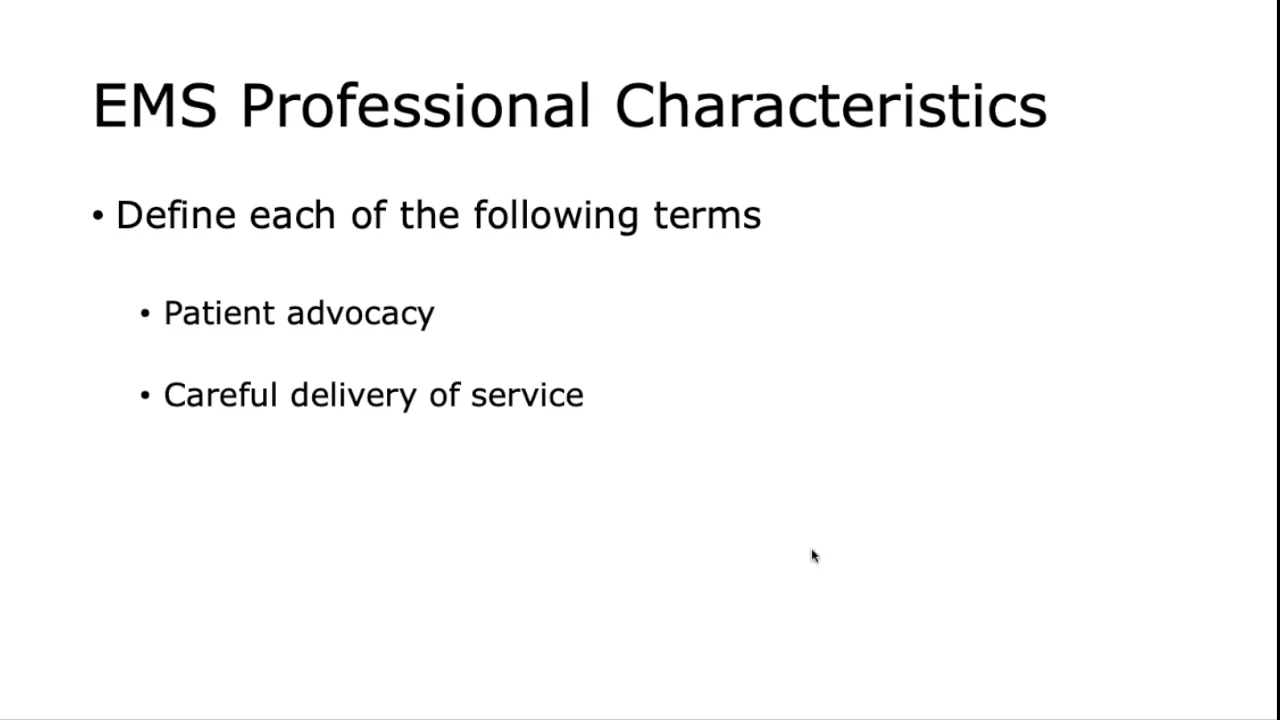 EMS Professional Characteristics
• Define each of the following terms
• Patient advocacy
• Careful delivery of service